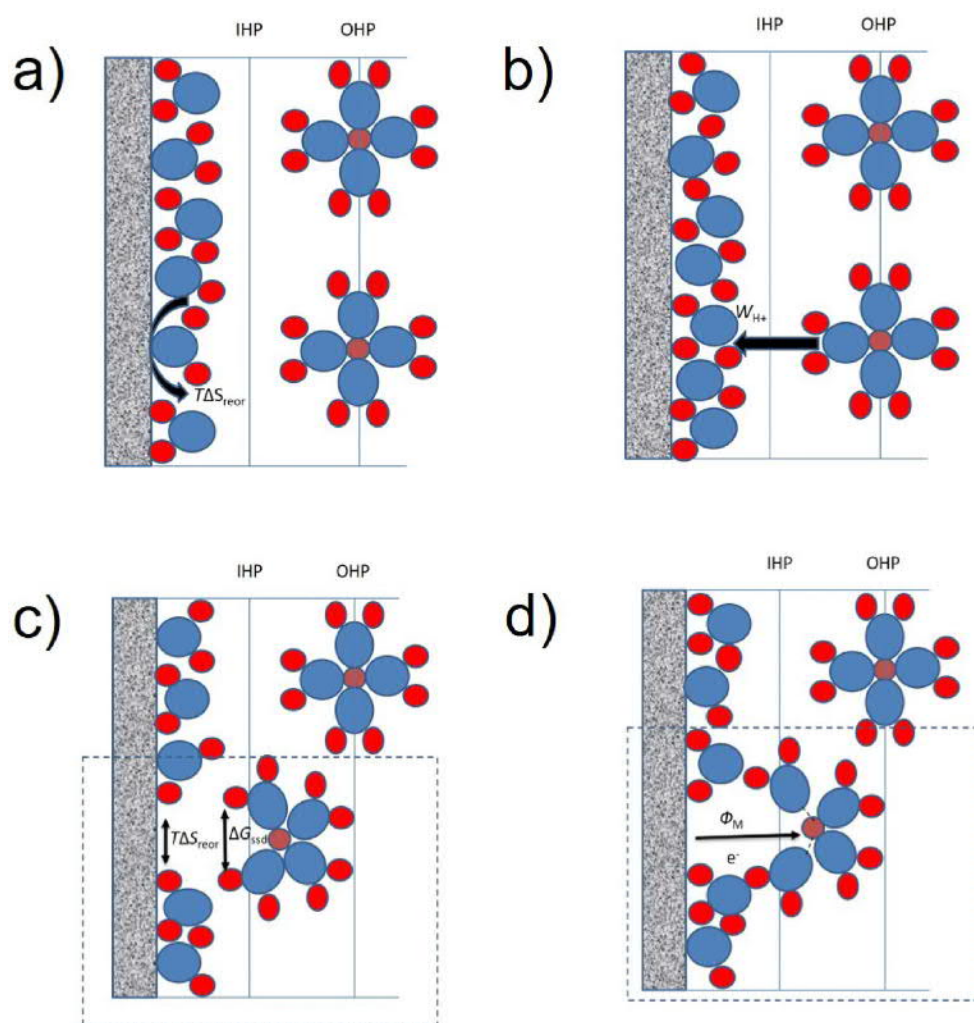 IHP OHP
a)
TΔS_reor
IHP OHP
b)
W_H+
IHP OHP
c)
TΔS_reor ΔG_ssd
IHP OHP
d)
Φ_M
e⁻